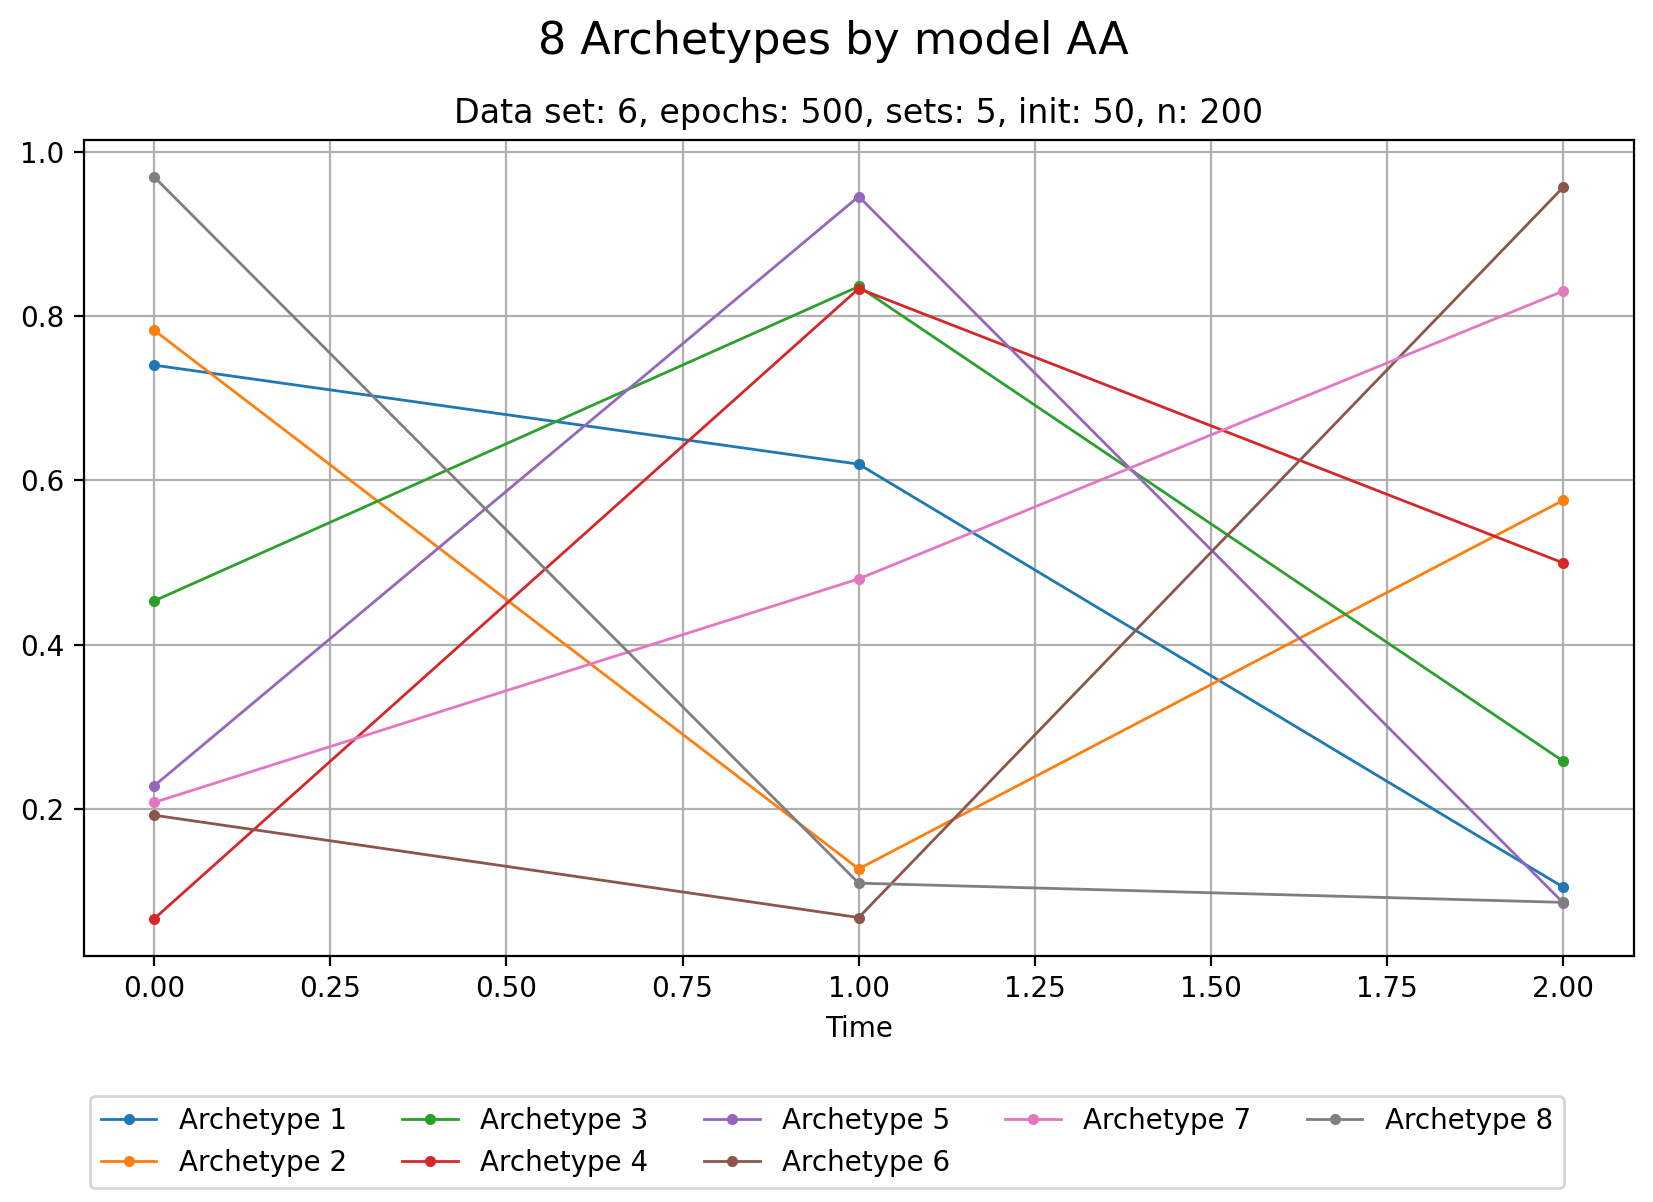 8 Archetypes by model AA
Data set: 6, epochs: 500, sets: 5, init: 50, n: 200
1.0
0.8
0.6
0.4
0.2
0.00 0.25 0.50 0.75 1.00 1.25 1.50 1.75 2.00
Time
Archetype 1 Archetype 3 Archetype 5 Archetype 7 Archetype 8
Archetype 2 Archetype 4 Archetype 6